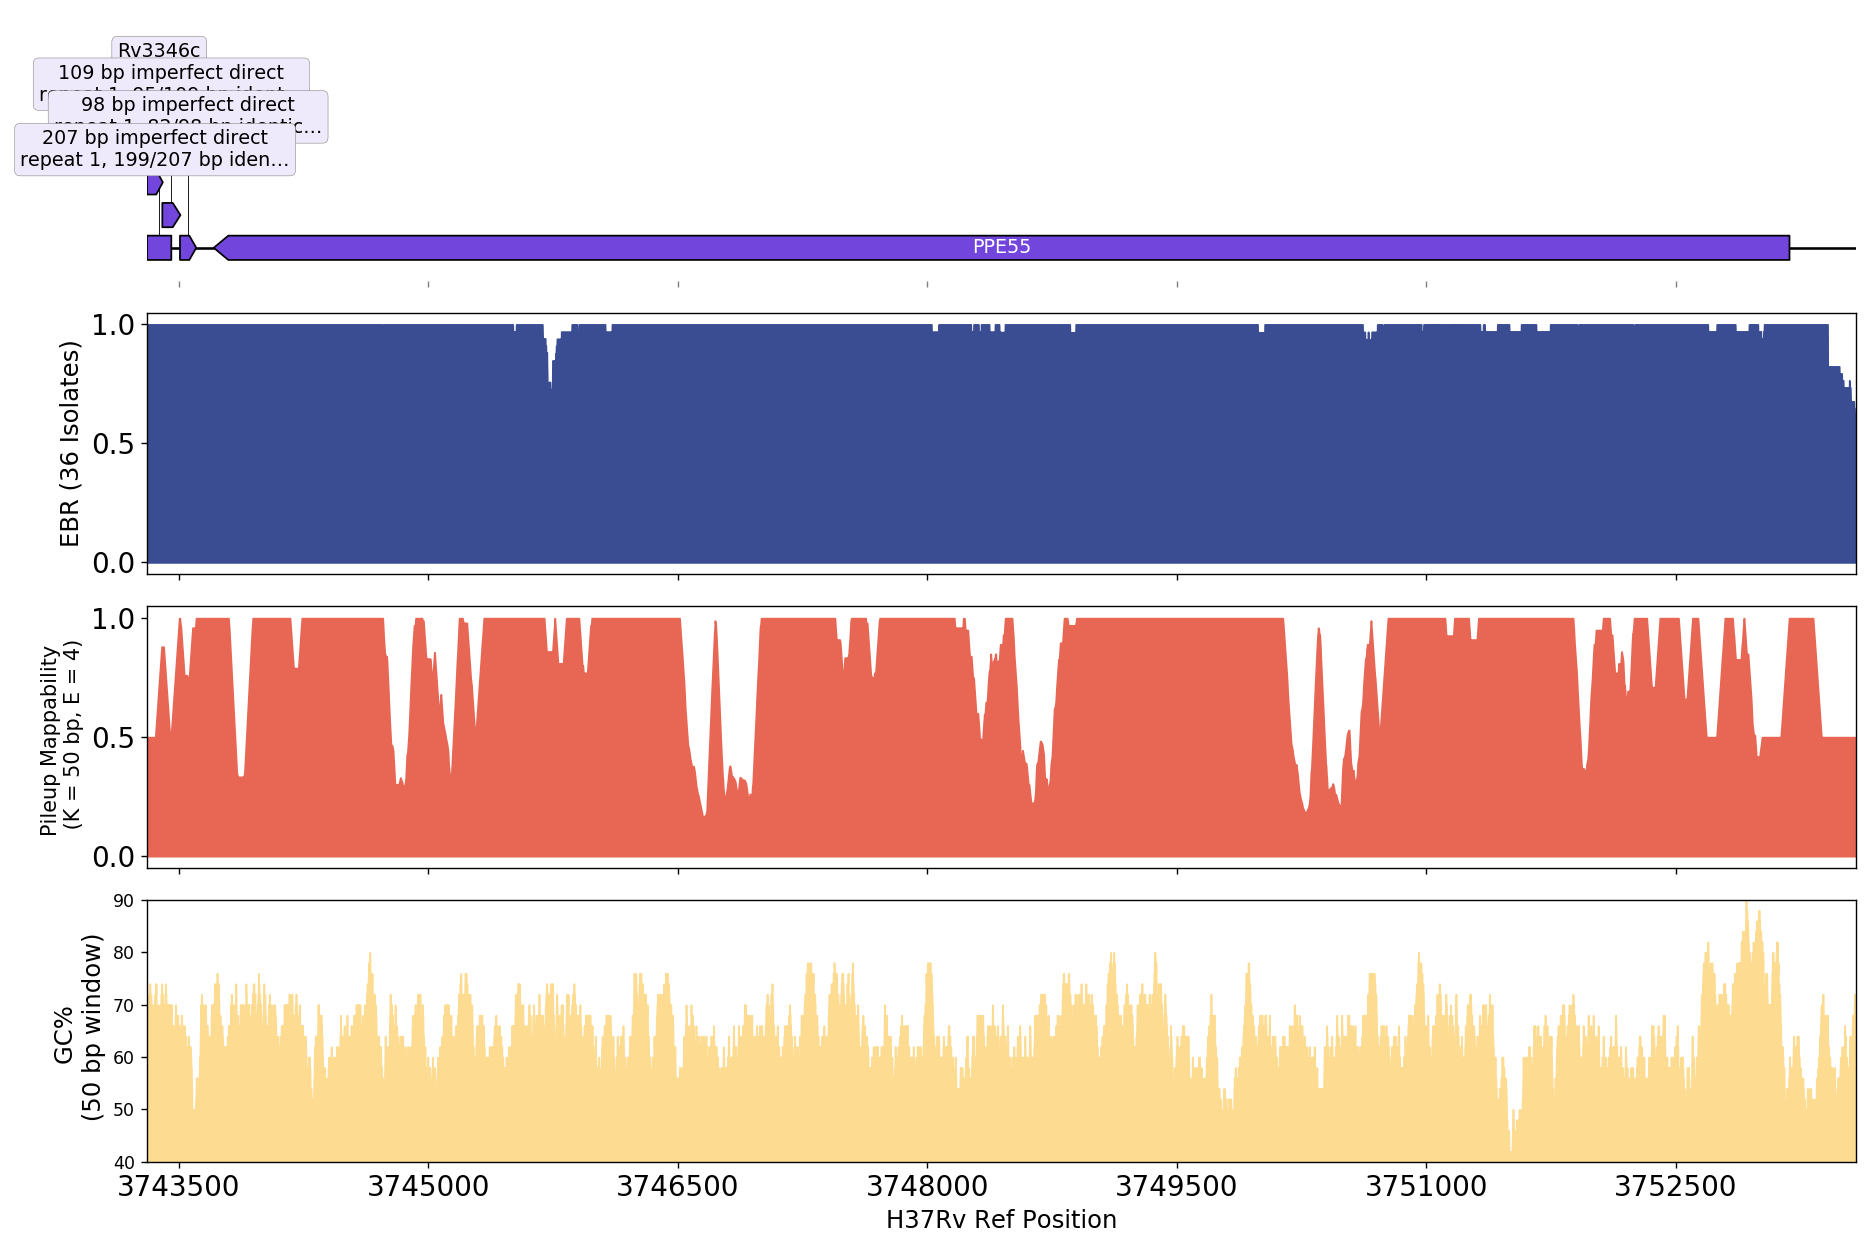 Rv3346c
109 bp imperfect direct
98 bp imperfect direct
207 bp imperfect direct
repeat 1, 199/207 bp iden…
PPE55
1.0
0.5
0.0
EBR (36 Isolates)
1.0
0.5
0.0
Pileup Mappability
(K = 50 bp, E = 4)
90
80
70
60
50
40
GC%
(50 bp window)
3743500 3745000 3746500 3748000 3749500 3751000 3752500
H37Rv Ref Position